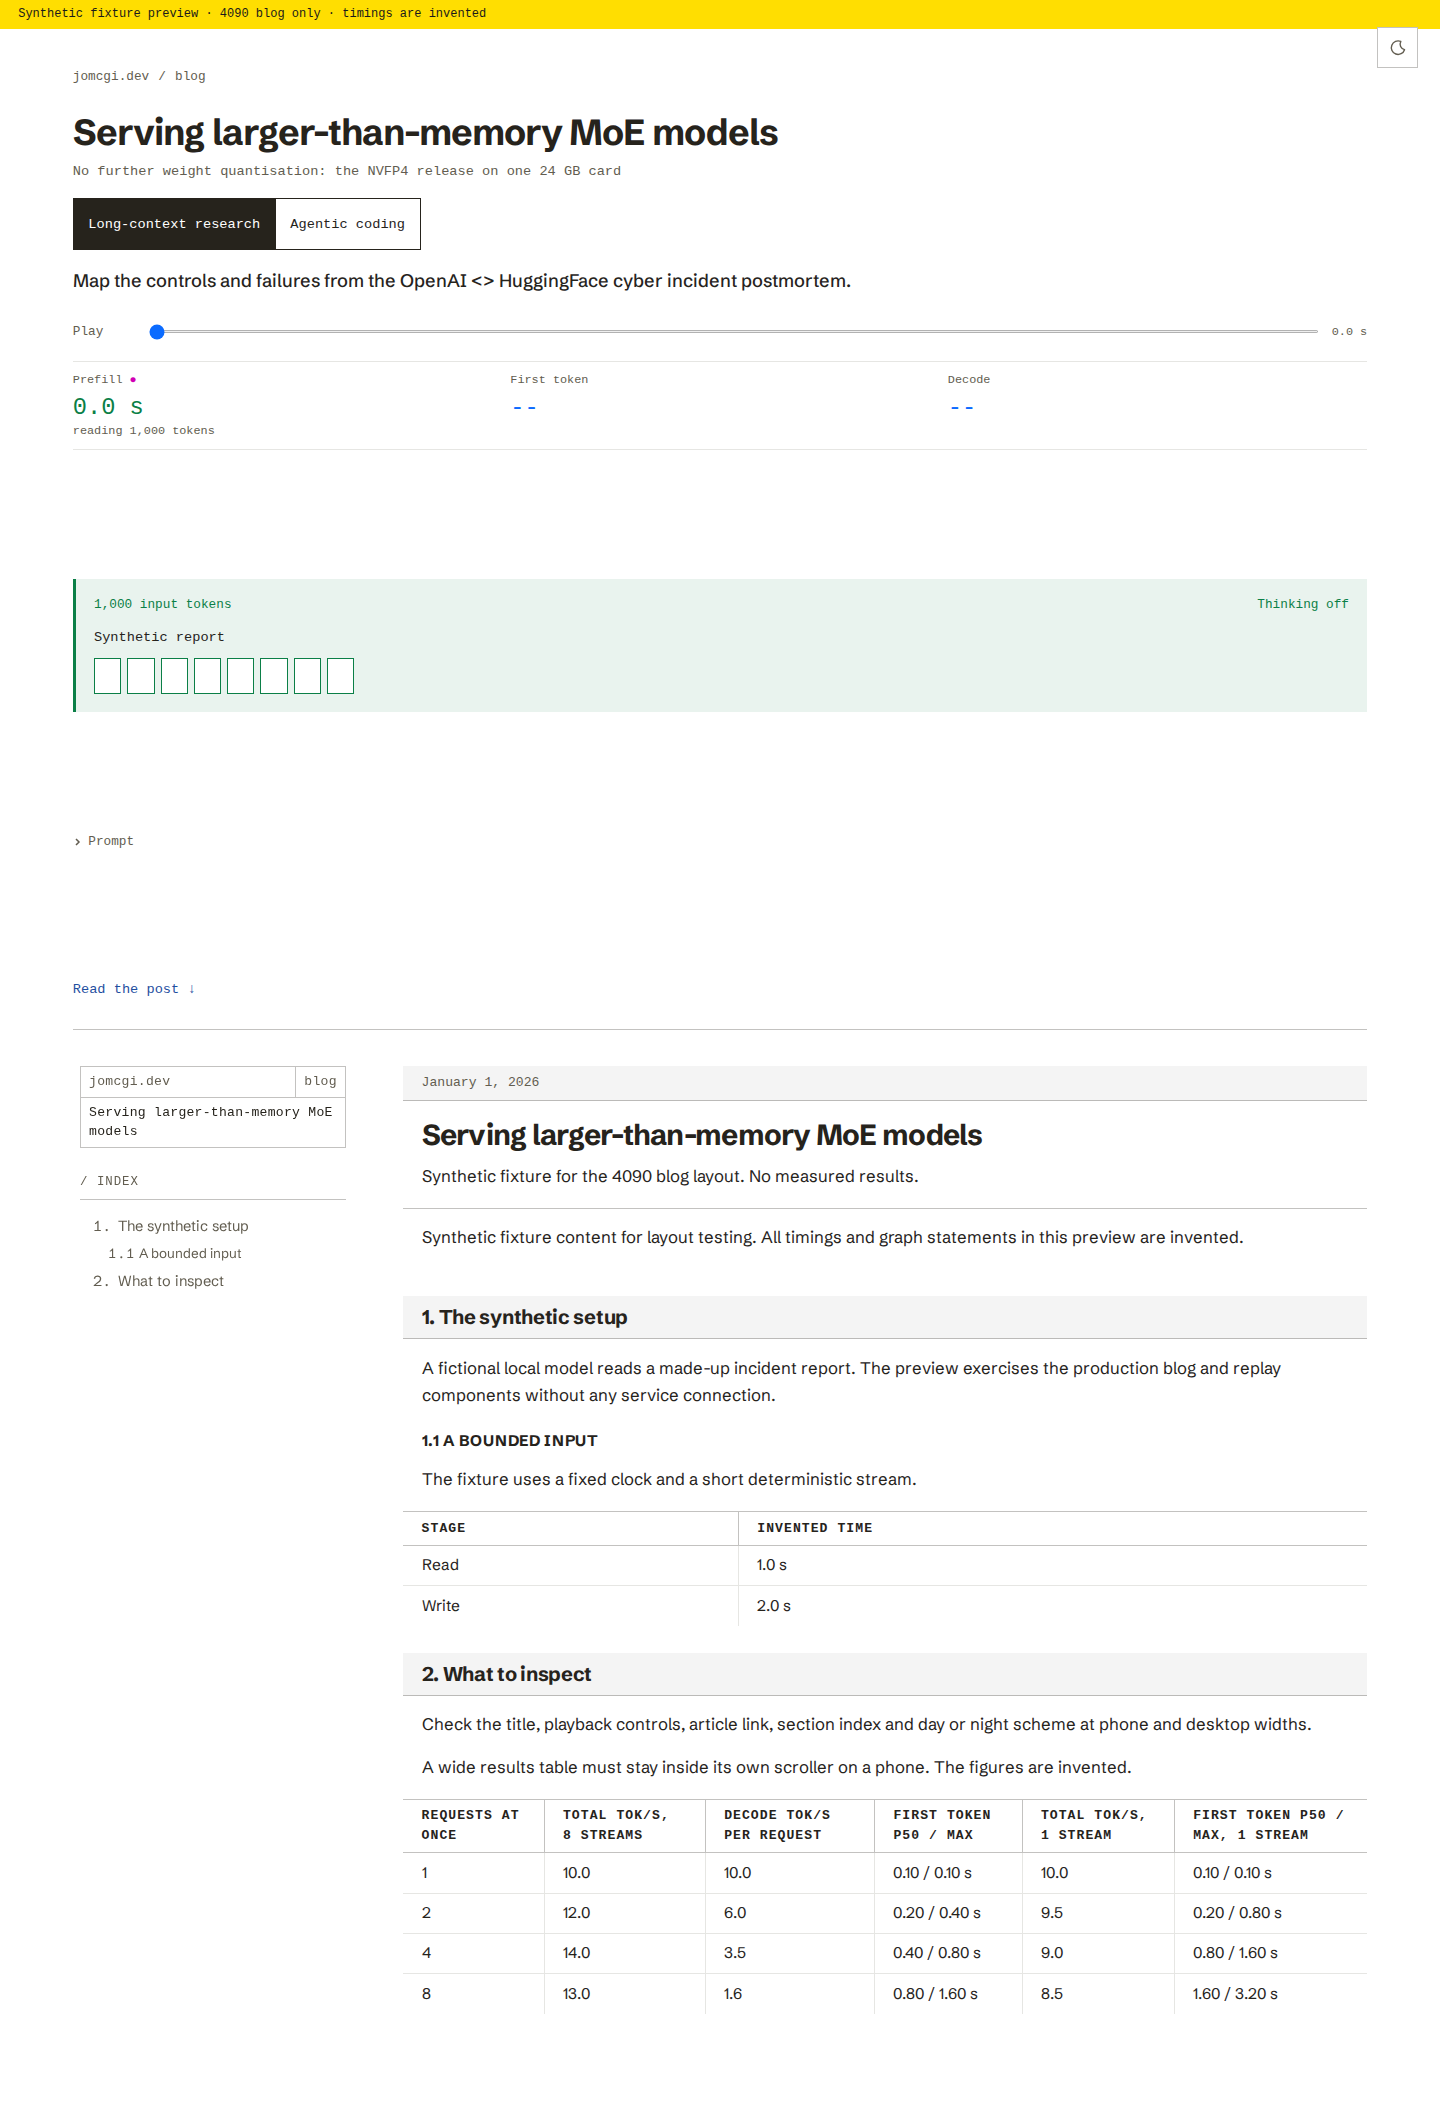 Synthetic fixture preview · 4090 blog only · timings are invented
jomcgi.dev / blog
Serving larger-than-memory MoE models
No further weight quantisation: the NVFP4 release on one 24 GB card
Long-context research
Agentic coding
Map the controls and failures from the OpenAI <> HuggingFace cyber incident postmortem.
Play
0.0 s
Prefill
First token
Decode
0.0 s
--
--
reading 1,000 tokens
1,000 input tokens
Thinking off
Synthetic report
› Prompt
Read the post ↓
jomcgi.dev
blog
Serving larger-than-memory MoE
models
/ INDEX
1. The synthetic setup
1.1 A bounded input
2. What to inspect
January 1, 2026
Serving larger-than-memory MoE models
Synthetic fixture for the 4090 blog layout. No measured results.
Synthetic fixture content for layout testing. All timings and graph statements in this preview are invented.
1. The synthetic setup
A fictional local model reads a made-up incident report. The preview exercises the production blog and replay
components without any service connection.
1.1 A BOUNDED INPUT
The fixture uses a fixed clock and a short deterministic stream.
STAGE INVENTED TIME
Read 1.0 s
Write 2.0 s
2. What to inspect
Check the title, playback controls, article link, section index and day or night scheme at phone and desktop widths.
A wide results table must stay inside its own scroller on a phone. The figures are invented.
REQUESTS AT TOTAL TOK/S, DECODE TOK/S FIRST TOKEN TOTAL TOK/S, FIRST TOKEN P50 /
ONCE 8 STREAMS PER REQUEST P50 / MAX 1 STREAM MAX, 1 STREAM
1 10.0 10.0 0.10 / 0.10 s 10.0 0.10 / 0.10 s
2 12.0 6.0 0.20 / 0.40 s 9.5 0.20 / 0.80 s
4 14.0 3.5 0.40 / 0.80 s 9.0 0.80 / 1.60 s
8 13.0 1.6 0.80 / 1.60 s 8.5 1.60 / 3.20 s